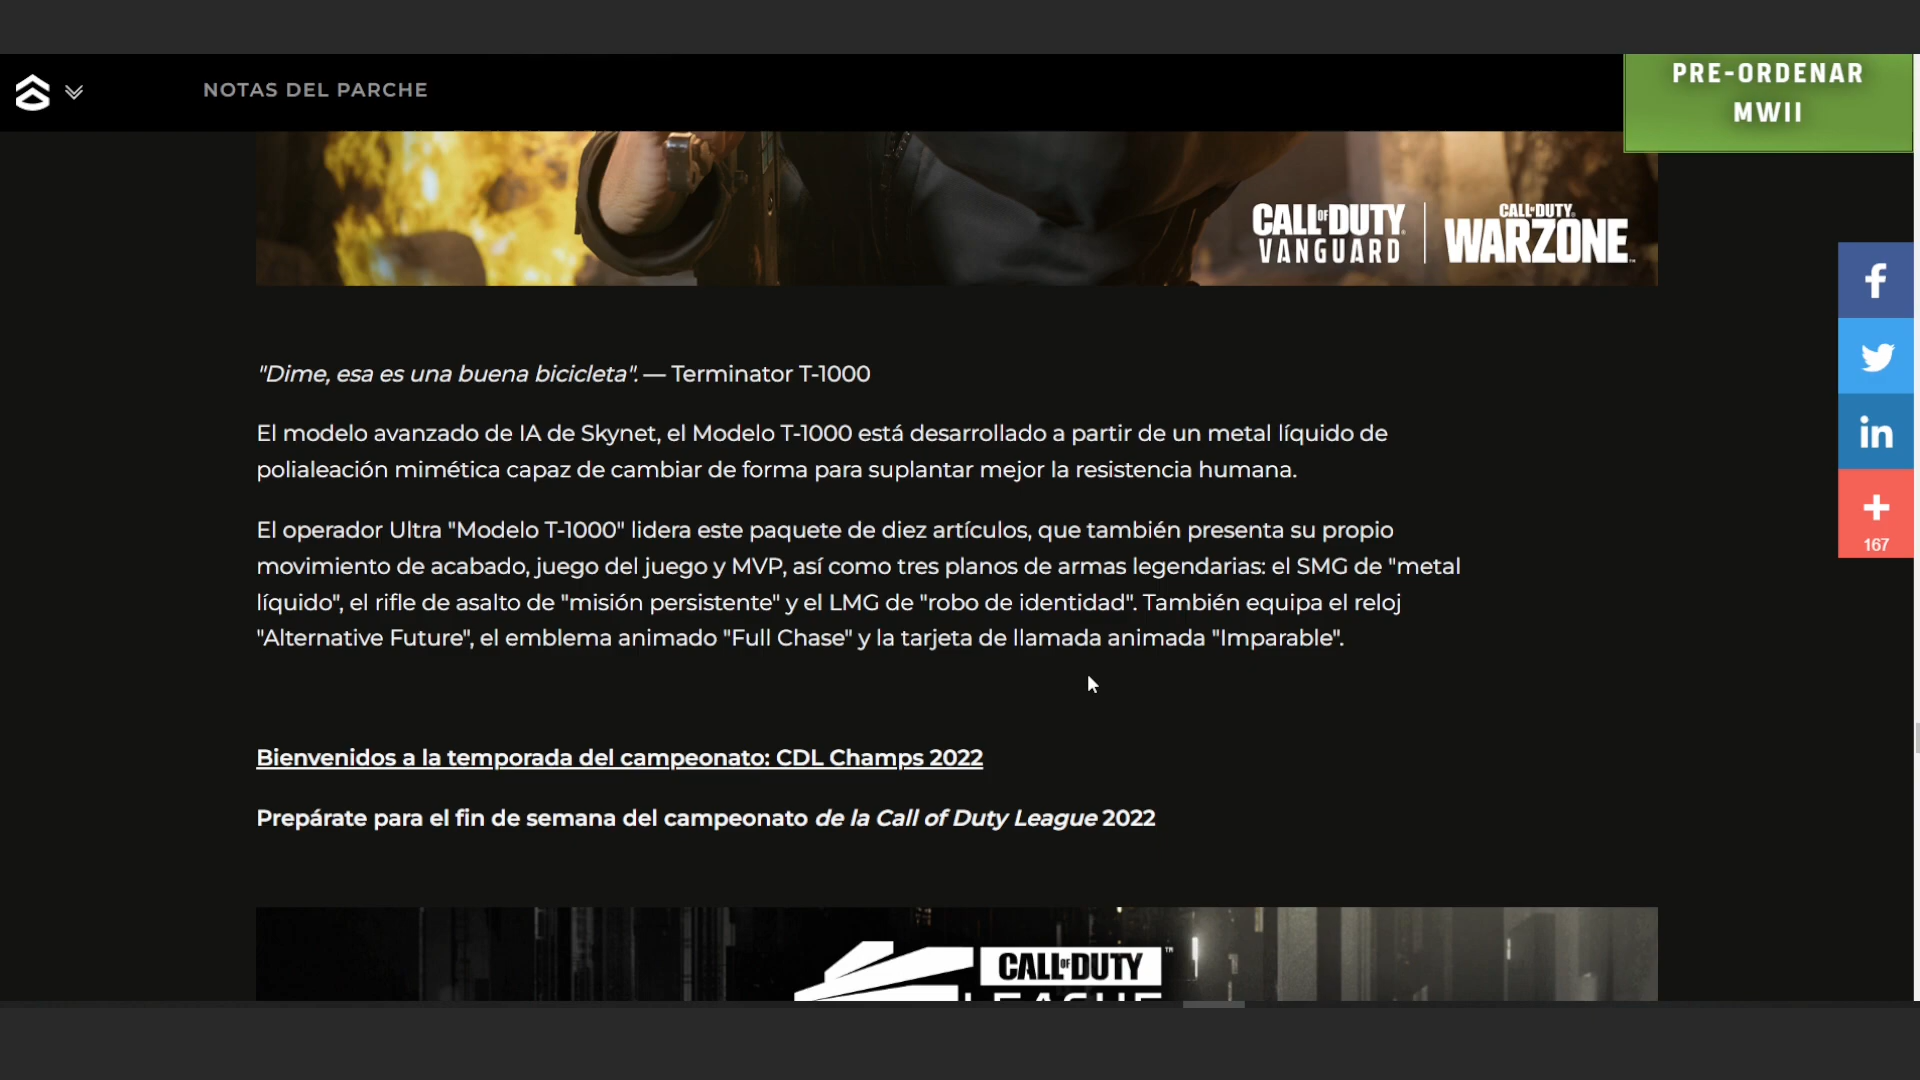 NOTAS DEL PARCHE
PRE-ORDENAR
MWII
CALL OF DUTY
VANGUARD
CALL OF DUTY
WARZONE
"Dime, esa es una buena bicicleta". — Terminator T-1000
El modelo avanzado de IA de Skynet, el Modelo T-1000 está desarrollado a partir de un metal líquido de
polialeación mimética capaz de cambiar de forma para suplantar mejor la resistencia humana.
El operador Ultra "Modelo T-1000" lidera este paquete de diez artículos, que también presenta su propio
movimiento de acabado, juego del juego y MVP, así como tres planos de armas legendarias: el SMG de "metal
líquido", el rifle de asalto de "misión persistente" y el LMG de "robo de identidad". También equipa el reloj
"Alternative Future", el emblema animado "Full Chase" y la tarjeta de llamada animada "Imparable".
Bienvenidos a la temporada del campeonato: CDL Champs 2022
Prepárate para el fin de semana del campeonato de la Call of Duty League 2022
CALL OF DUTY
LEAGUE
f
in
+
167